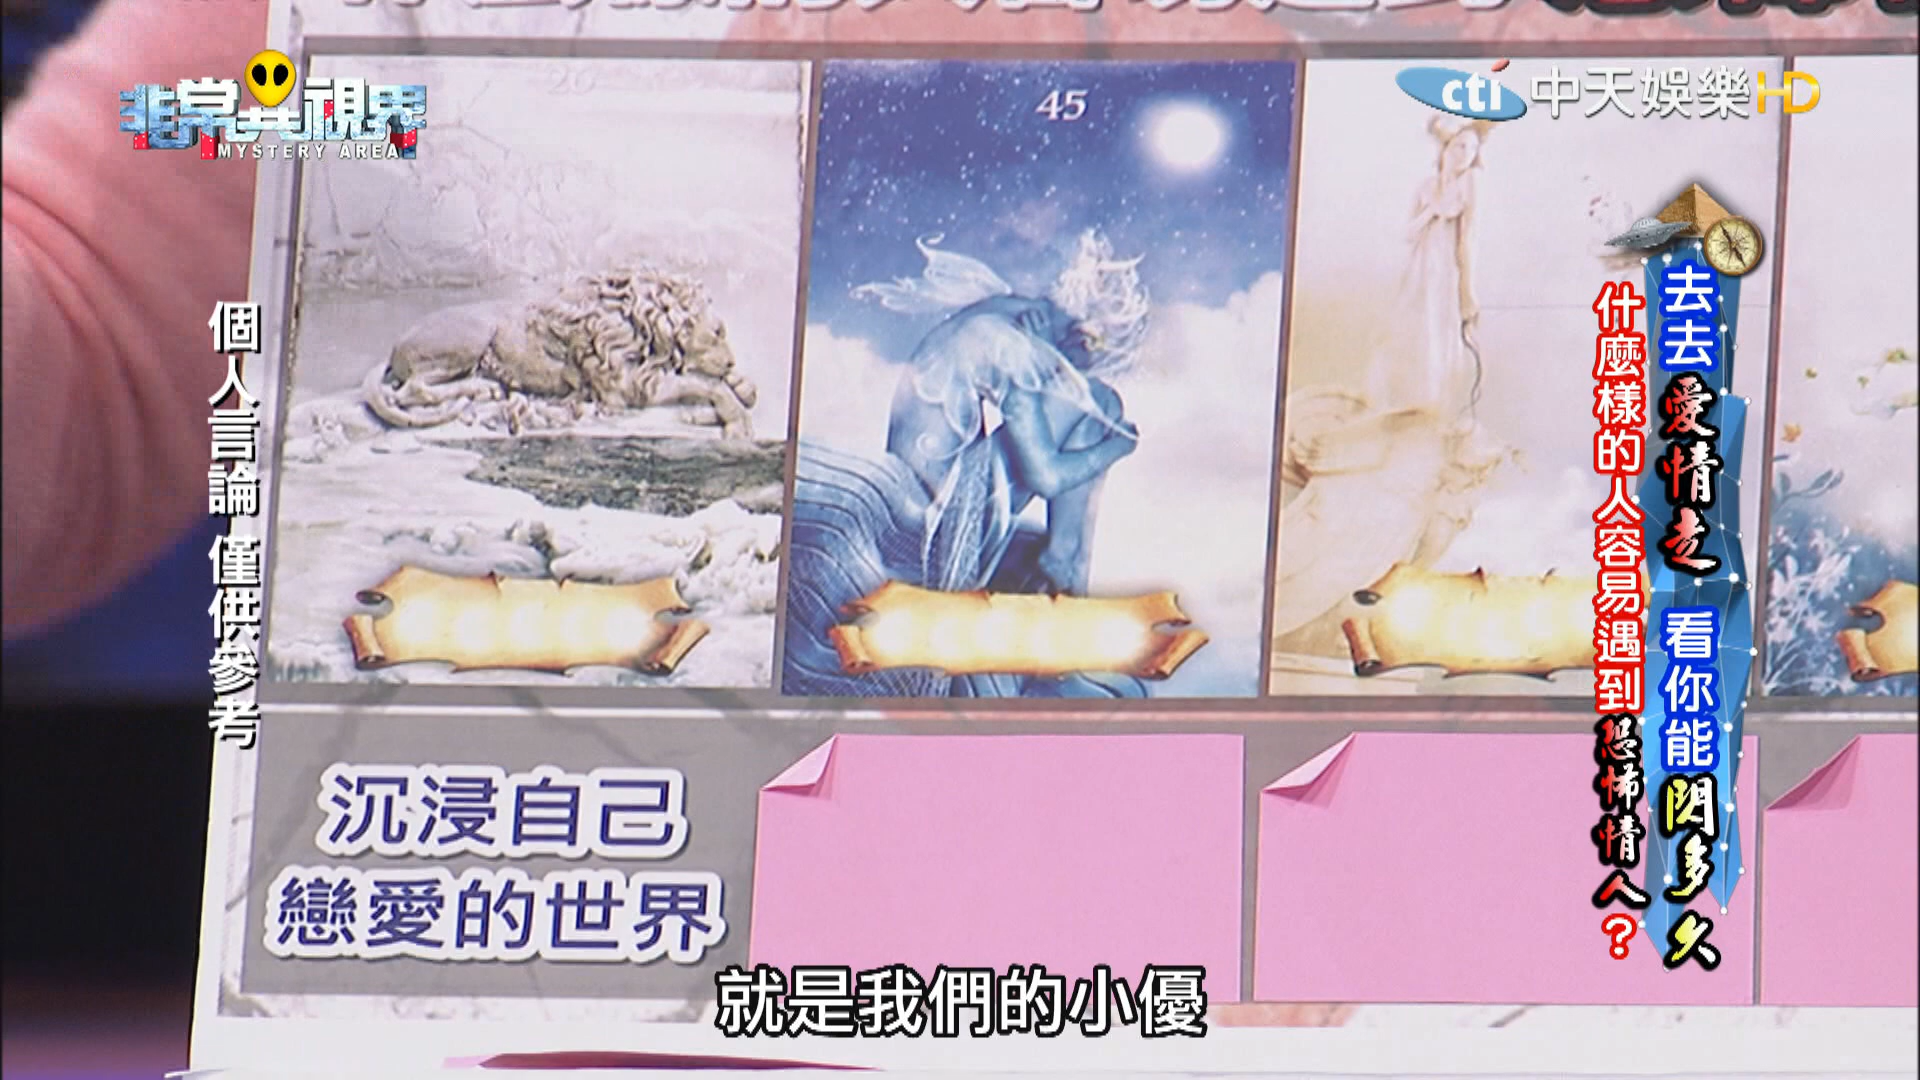 非常異視界
MYSTERY AREA
cti 中天娛樂HD
26
45
去去愛情走 看你能閃多久
什麼樣的人容易遇到恐怖情人?
個人言論 僅供參考
沉浸自己
戀愛的世界
就是我們的小優